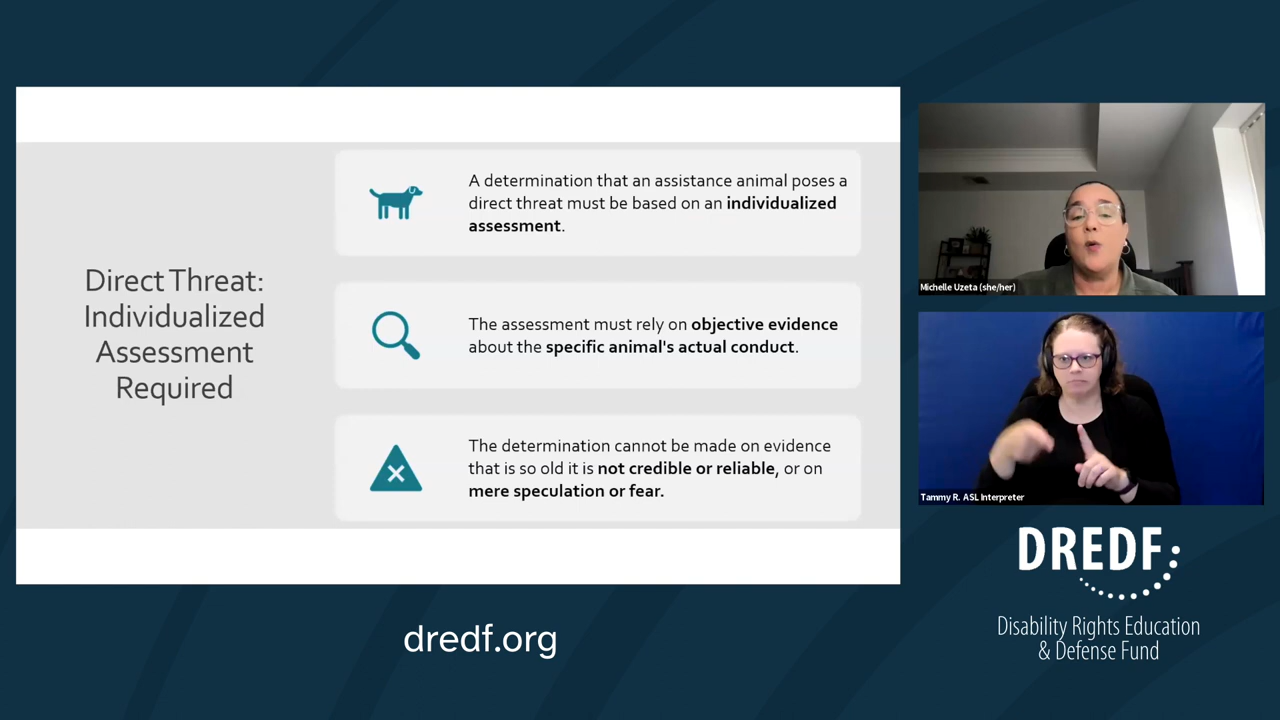 Direct Threat:
Individualized
Assessment
Required
A determination that an assistance animal poses a
direct threat must be based on an individualized
assessment.
The assessment must rely on objective evidence
about the specific animal's actual conduct.
The determination cannot be made on evidence
that is so old it is not credible or reliable, or on
mere speculation or fear.
Michelle Uzeta (she/her)
Tammy R. ASL Interpreter
DREDF
Disability Rights Education
& Defense Fund
dredf.org